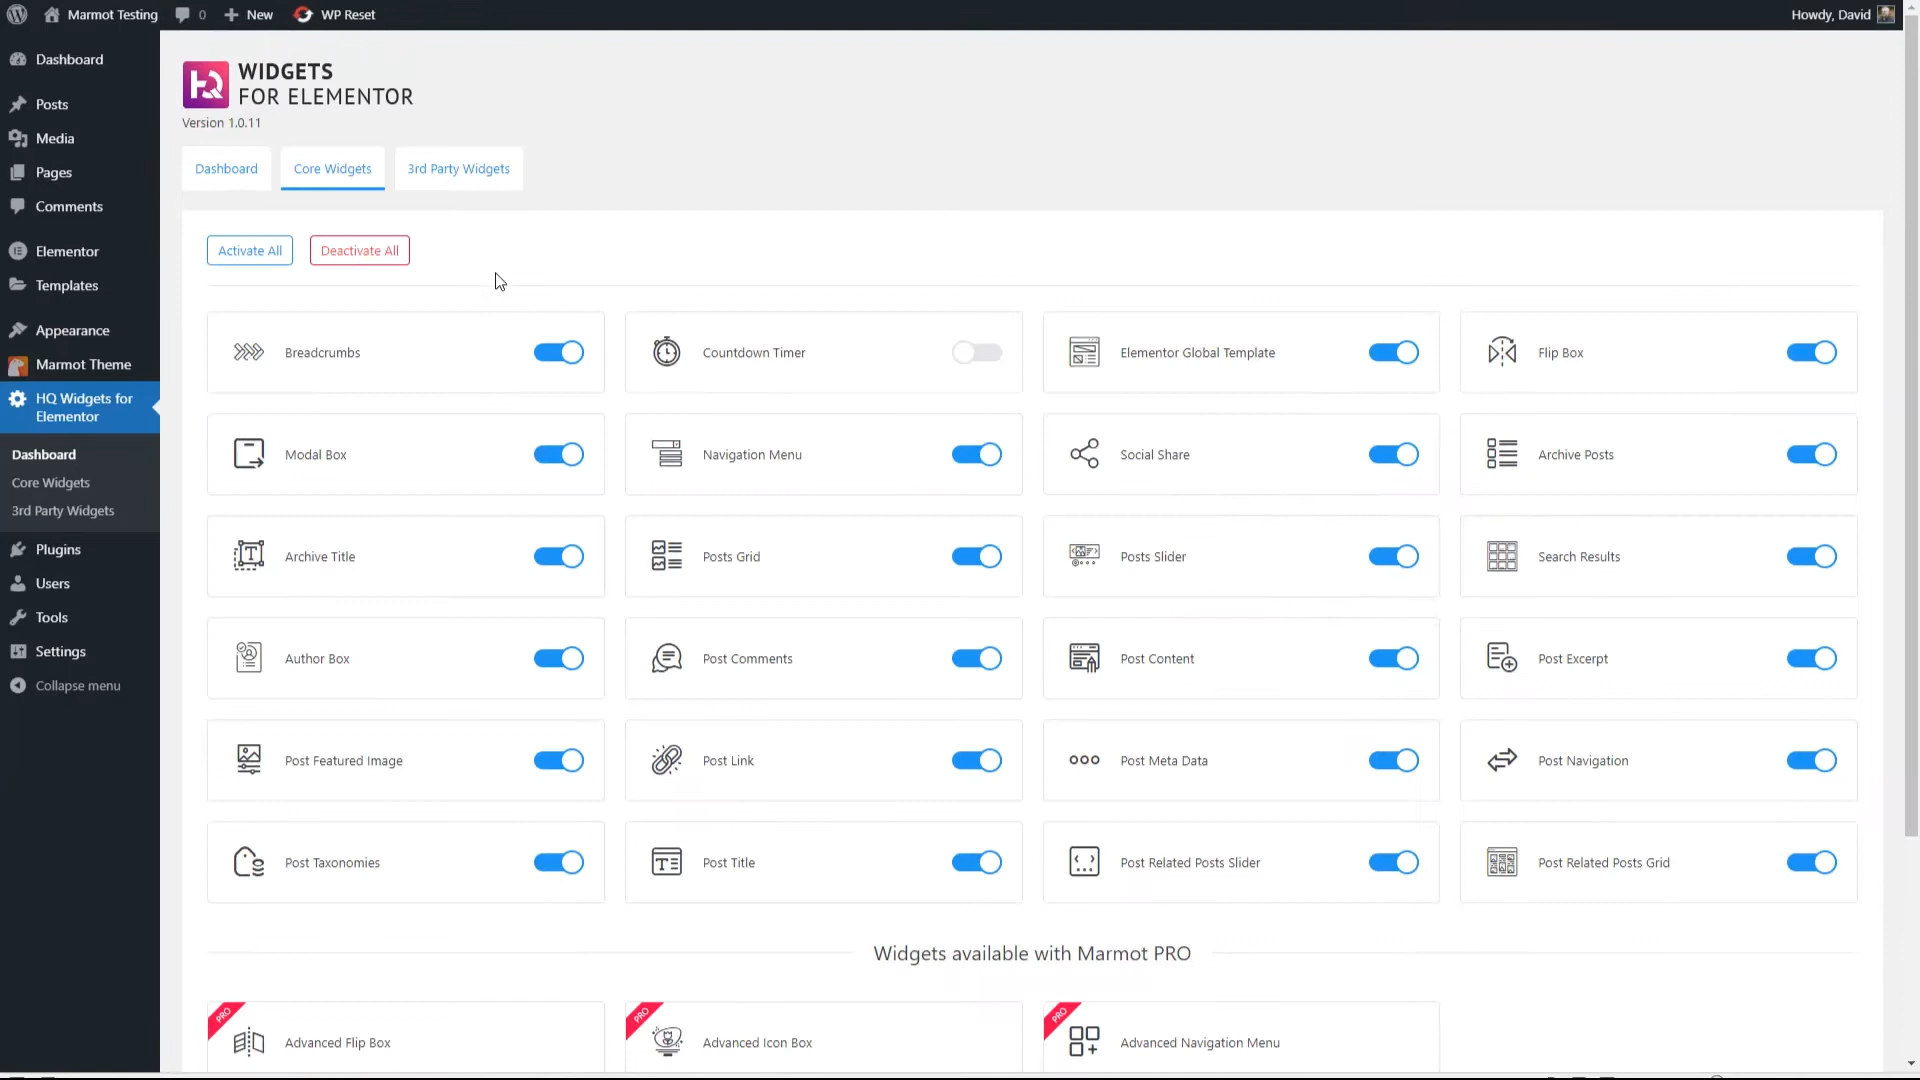 Marmot Testing
0
New
WP Reset
Howdy, David
Dashboard
Posts
Media
Pages
Comments
Elementor
Templates
Appearance
Marmot Theme
HQ Widgets for
Elementor
Dashboard
Core Widgets
3rd Party Widgets
Plugins
Users
Tools
Settings
Collapse menu
HQ
WIDGETS
FOR ELEMENTOR
Version 1.0.11
Dashboard
Core Widgets
3rd Party Widgets
Activate All
Deactivate All
Breadcrumbs
Countdown Timer
Elementor Global Template
Flip Box
Modal Box
Navigation Menu
Social Share
Archive Posts
Archive Title
Posts Grid
Posts Slider
Search Results
Author Box
Post Comments
Post Content
Post Excerpt
Post Featured Image
Post Link
Post Meta Data
Post Navigation
Post Taxonomies
Post Title
Post Related Posts Slider
Post Related Posts Grid
Widgets available with Marmot PRO
PRO
Advanced Flip Box
PRO
Advanced Icon Box
PRO
Advanced Navigation Menu